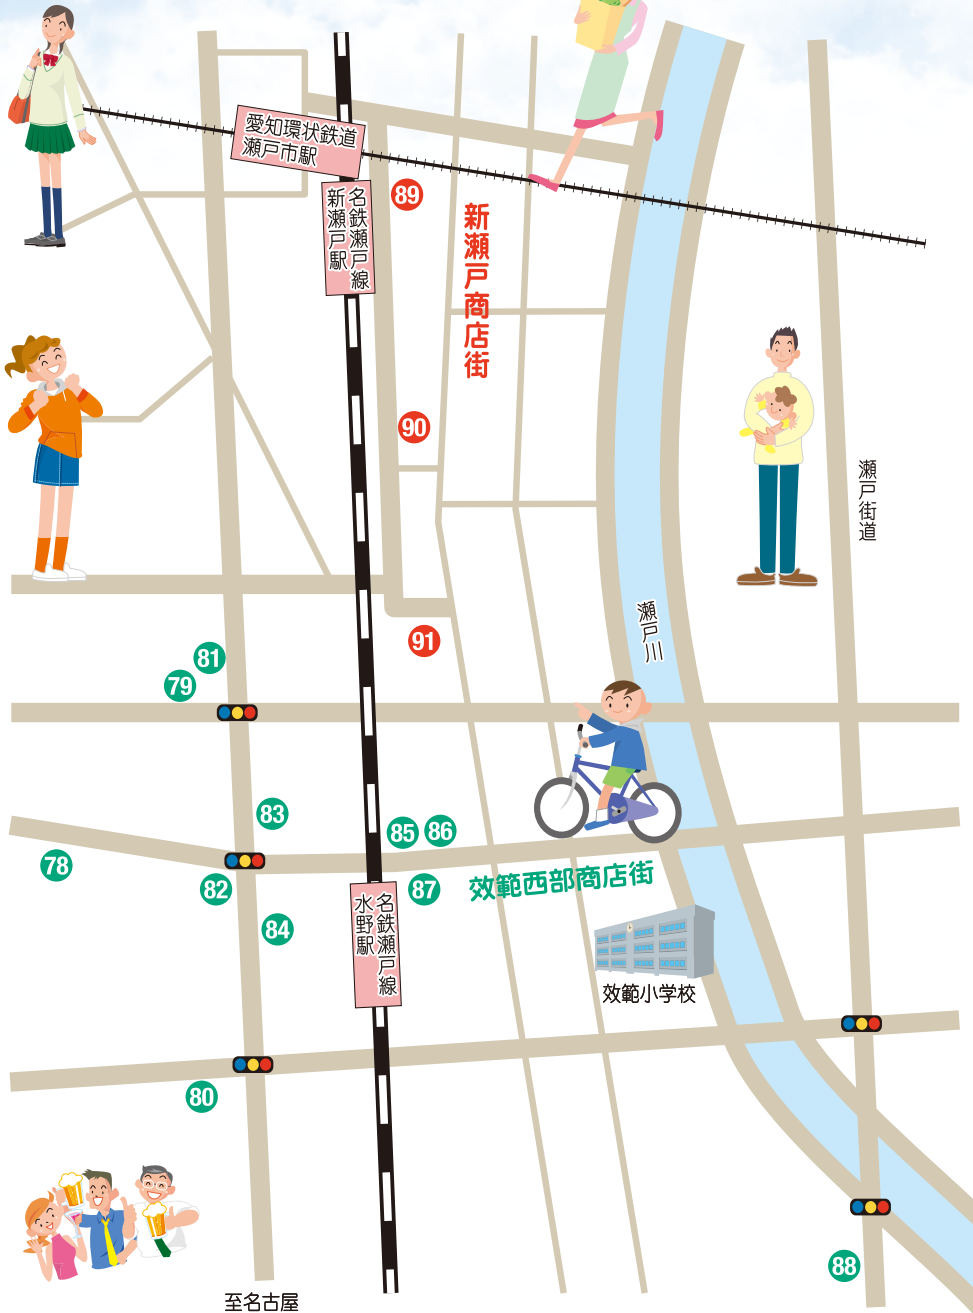 愛知環状鉄道
瀬戸市駅
名鉄瀬戸線
新瀬戸駅
89
新瀬戸商店街
90
瀬戸街道
瀬戸川
91
81
79
83
85
86
78
82
87
効範西部商店街
名鉄瀬戸線
水野駅
84
効範小学校
80
88
至名古屋